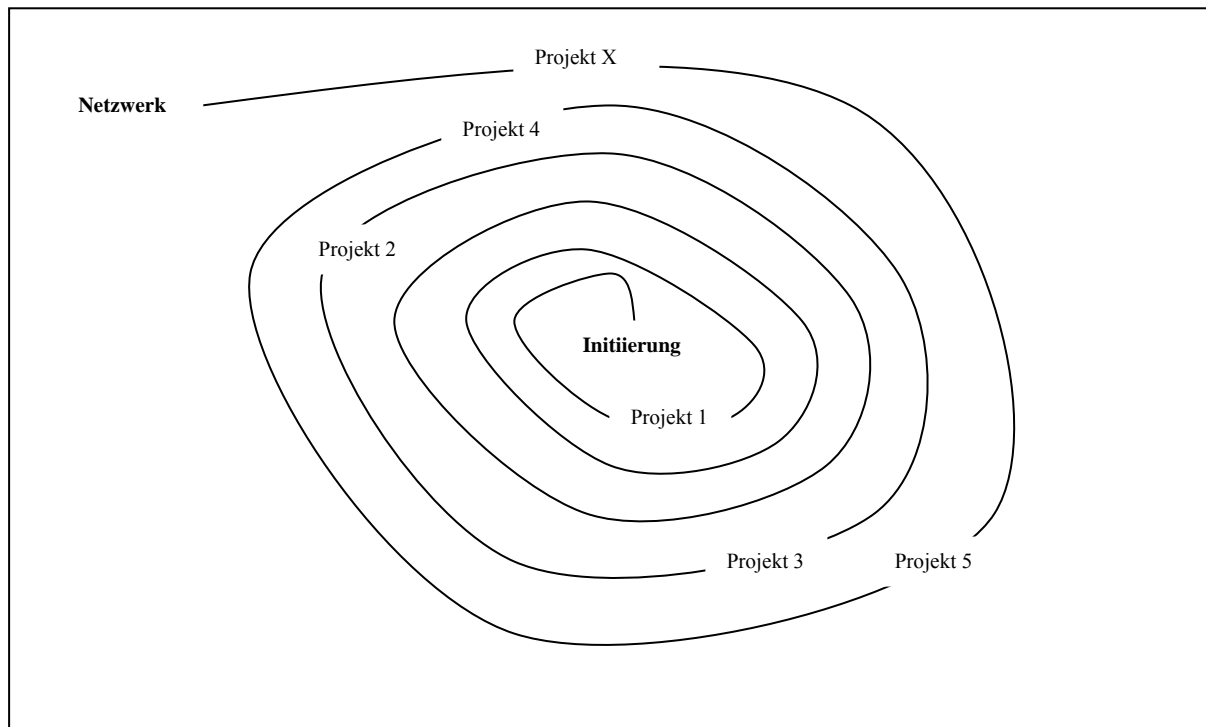 Projekt X
Netzwerk
Projekt 4
Projekt 2
Initiierung
Projekt 1
Projekt 3
Projekt 5